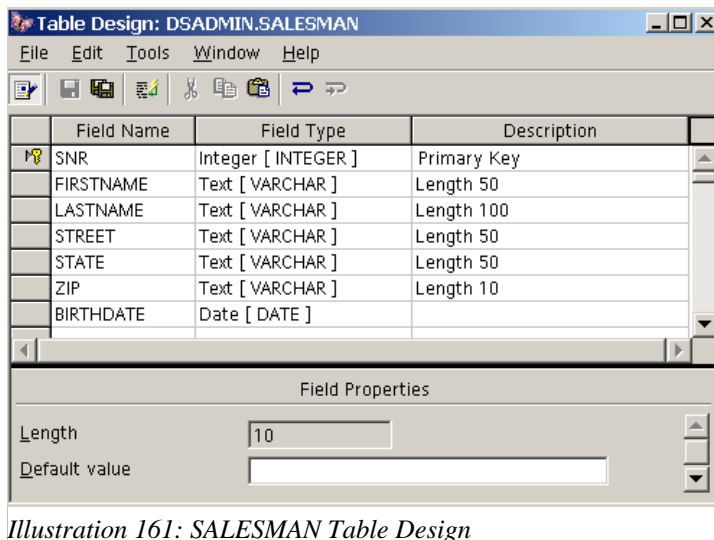 Table Design: DSADMIN.SALESMAN
File Edit Tools Window Help
Field Name Field Type Description
SNR Integer [ INTEGER ] Primary Key
FIRSTNAME Text [ VARCHAR ] Length 50
LASTNAME Text [ VARCHAR ] Length 100
STREET Text [ VARCHAR ] Length 50
STATE Text [ VARCHAR ] Length 50
ZIP Text [ VARCHAR ] Length 10
BIRTHDATE Date [ DATE ]
Field Properties
Length 10
Default value
Illustration 161: SALESMAN Table Design